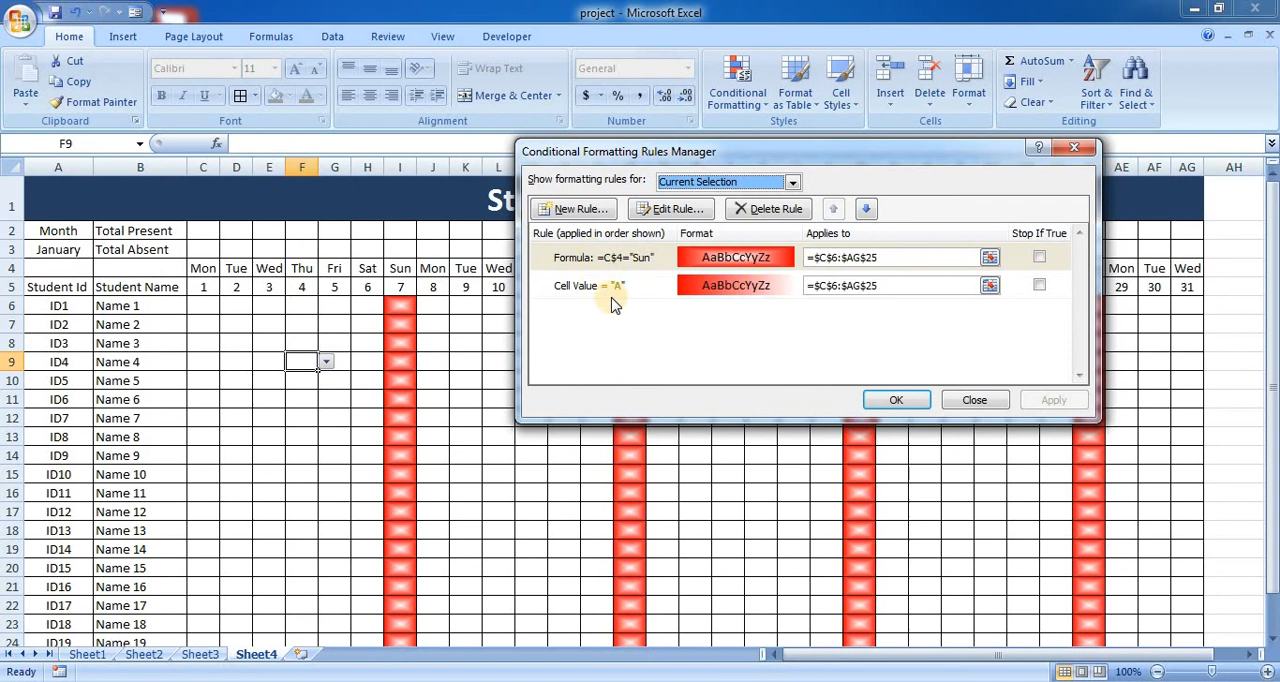 project - Microsoft Excel
Home Insert Page Layout Formulas Data Review View Developer
Paste Cut Copy Format Painter Clipboard
Calibri 11 A A B I U A Font
Wrap Text Merge & Center Alignment
General $ % , .0 .00 .00 .0 Number
Conditional Formatting Format as Table Cell Styles Styles
Insert Delete Format Cells
Σ AutoSum Fill Clear Sort & Filter Find & Select Editing
F9 fx
A B C D E F G H I J K L AE AF AG AH
1 St
2 Month Total Present
3 January Total Absent
4 Mon Tue Wed Thu Fri Sat Sun Mon Tue Wed Mon Tue Wed
5 Student Id Student Name 1 2 3 4 5 6 7 8 9 10 29 30 31
6 ID1 Name 1
7 ID2 Name 2
8 ID3 Name 3
9 ID4 Name 4
10 ID5 Name 5
11 ID6 Name 6
12 ID7 Name 7
13 ID8 Name 8
14 ID9 Name 9
15 ID10 Name 10
16 ID11 Name 11
17 ID12 Name 12
18 ID13 Name 13
19 ID14 Name 14
20 ID15 Name 15
21 ID16 Name 16
22 ID17 Name 17
23 ID18 Name 18
24 ID19 Name 19
Conditional Formatting Rules Manager
Show formatting rules for: Current Selection
New Rule... Edit Rule... Delete Rule
Rule (applied in order shown) Format Applies to Stop If True
Formula: =C$4="Sun" AaBbCcYyZz =$C$6:$AG$25
Cell Value = "A" AaBbCcYyZz =$C$6:$AG$25
OK Close Apply
Sheet1 Sheet2 Sheet3 Sheet4
Ready 100%